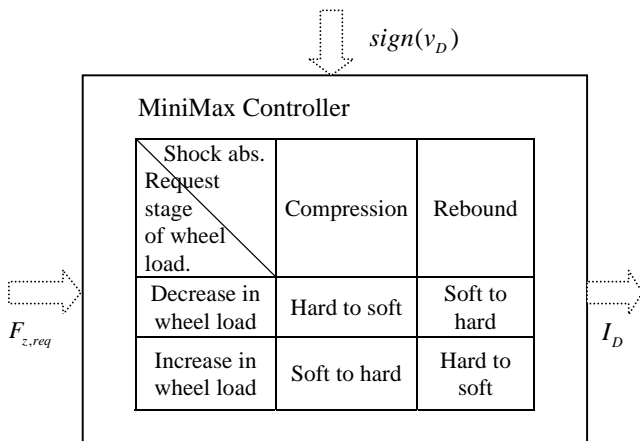 sign(v_D)
MiniMax Controller
Shock abs.
Request
stage
of wheel
load.
Compression
Rebound
Decrease in
wheel load
Hard to soft
Soft to
hard
Increase in
wheel load
Soft to hard
Hard to
soft
F_{z,req}
I_D